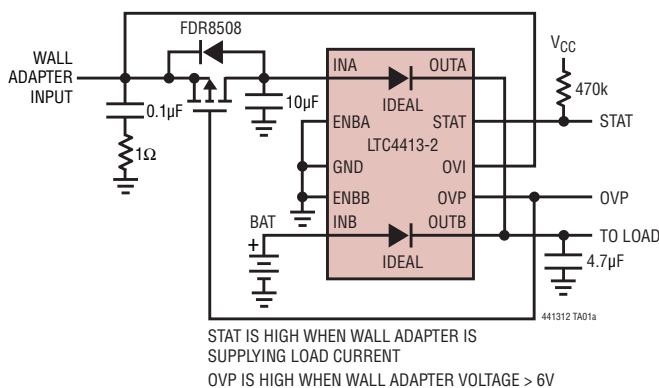 FDR8508
WALL
ADAPTER
INPUT
0.1µF
1Ω
10µF
INA
OUTA
IDEAL
ENBA
STAT
LTC4413-2
GND
OVI
ENBB
OVP
INB
OUTB
IDEAL
BAT
+
VCC
470k
STAT
OVP
TO LOAD
4.7µF
441312 TA01a
STAT IS HIGH WHEN WALL ADAPTER IS
SUPPLYING LOAD CURRENT
OVP IS HIGH WHEN WALL ADAPTER VOLTAGE > 6V